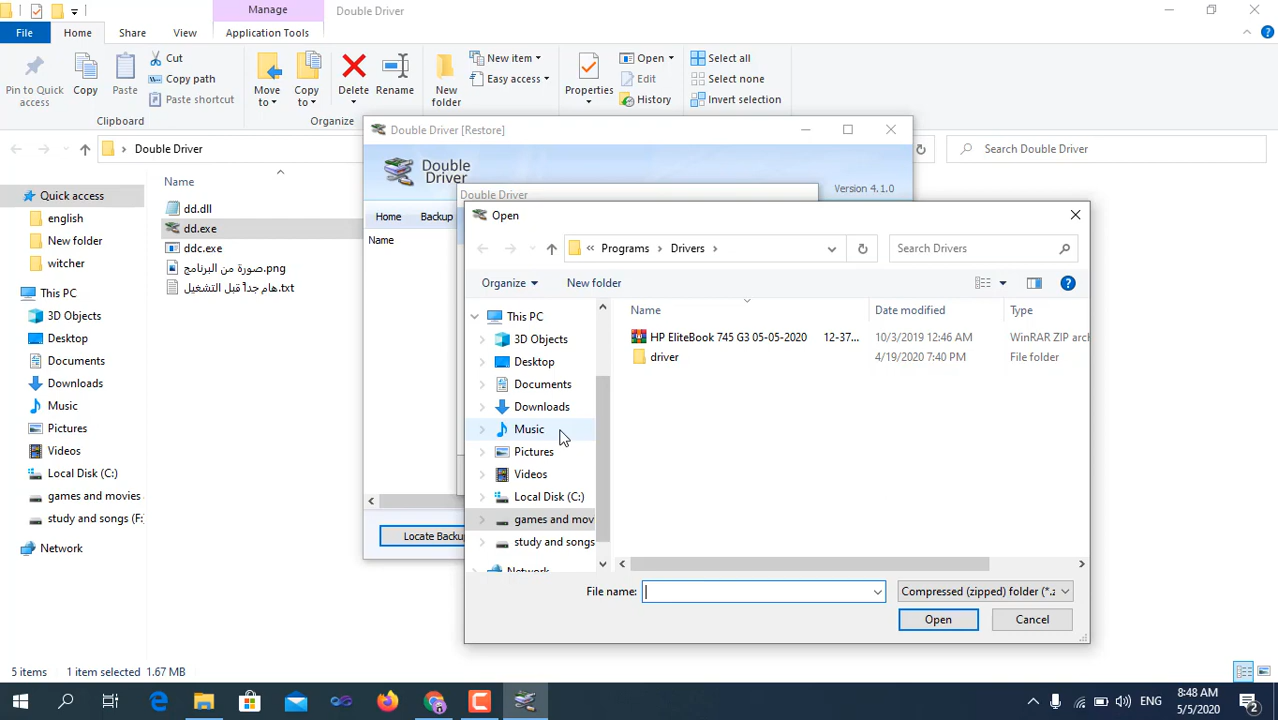 Manage
Double Driver
File
Home
Share
View
Application Tools
Pin to Quick access
Copy
Paste
Cut
Copy path
Paste shortcut
Clipboard
Move to
Copy to
Delete
Rename
Organize
New folder
New item
Easy access
Properties
Open
Edit
History
Select all
Select none
Invert selection
Double Driver
Search Double Driver
Quick access
english
New folder
witcher
This PC
3D Objects
Desktop
Documents
Downloads
Music
Pictures
Videos
Local Disk (C:)
games and movies
study and songs (F:)
Network
Name
dd.dll
dd.exe
ddc.exe
صورة من البرنامج.png
هام جداً قبل التشغيل.txt
Double Driver [Restore]
Double Driver
Version 4.1.0
Home
Backup
Name
Locate Backu
Double Driver
Open
« Programs > Drivers >
Search Drivers
Organize
New folder
This PC
3D Objects
Desktop
Documents
Downloads
Music
Pictures
Videos
Local Disk (C:)
games and mov
study and songs
Network
Name
Date modified
Type
HP EliteBook 745 G3 05-05-2020 12-37...
10/3/2019 12:46 AM
WinRAR ZIP arc
driver
4/19/2020 7:40 PM
File folder
File name:
Compressed (zipped) folder (*.z
Open
Cancel
5 items
1 item selected 1.67 MB
ENG
8:48 AM
5/5/2020
2